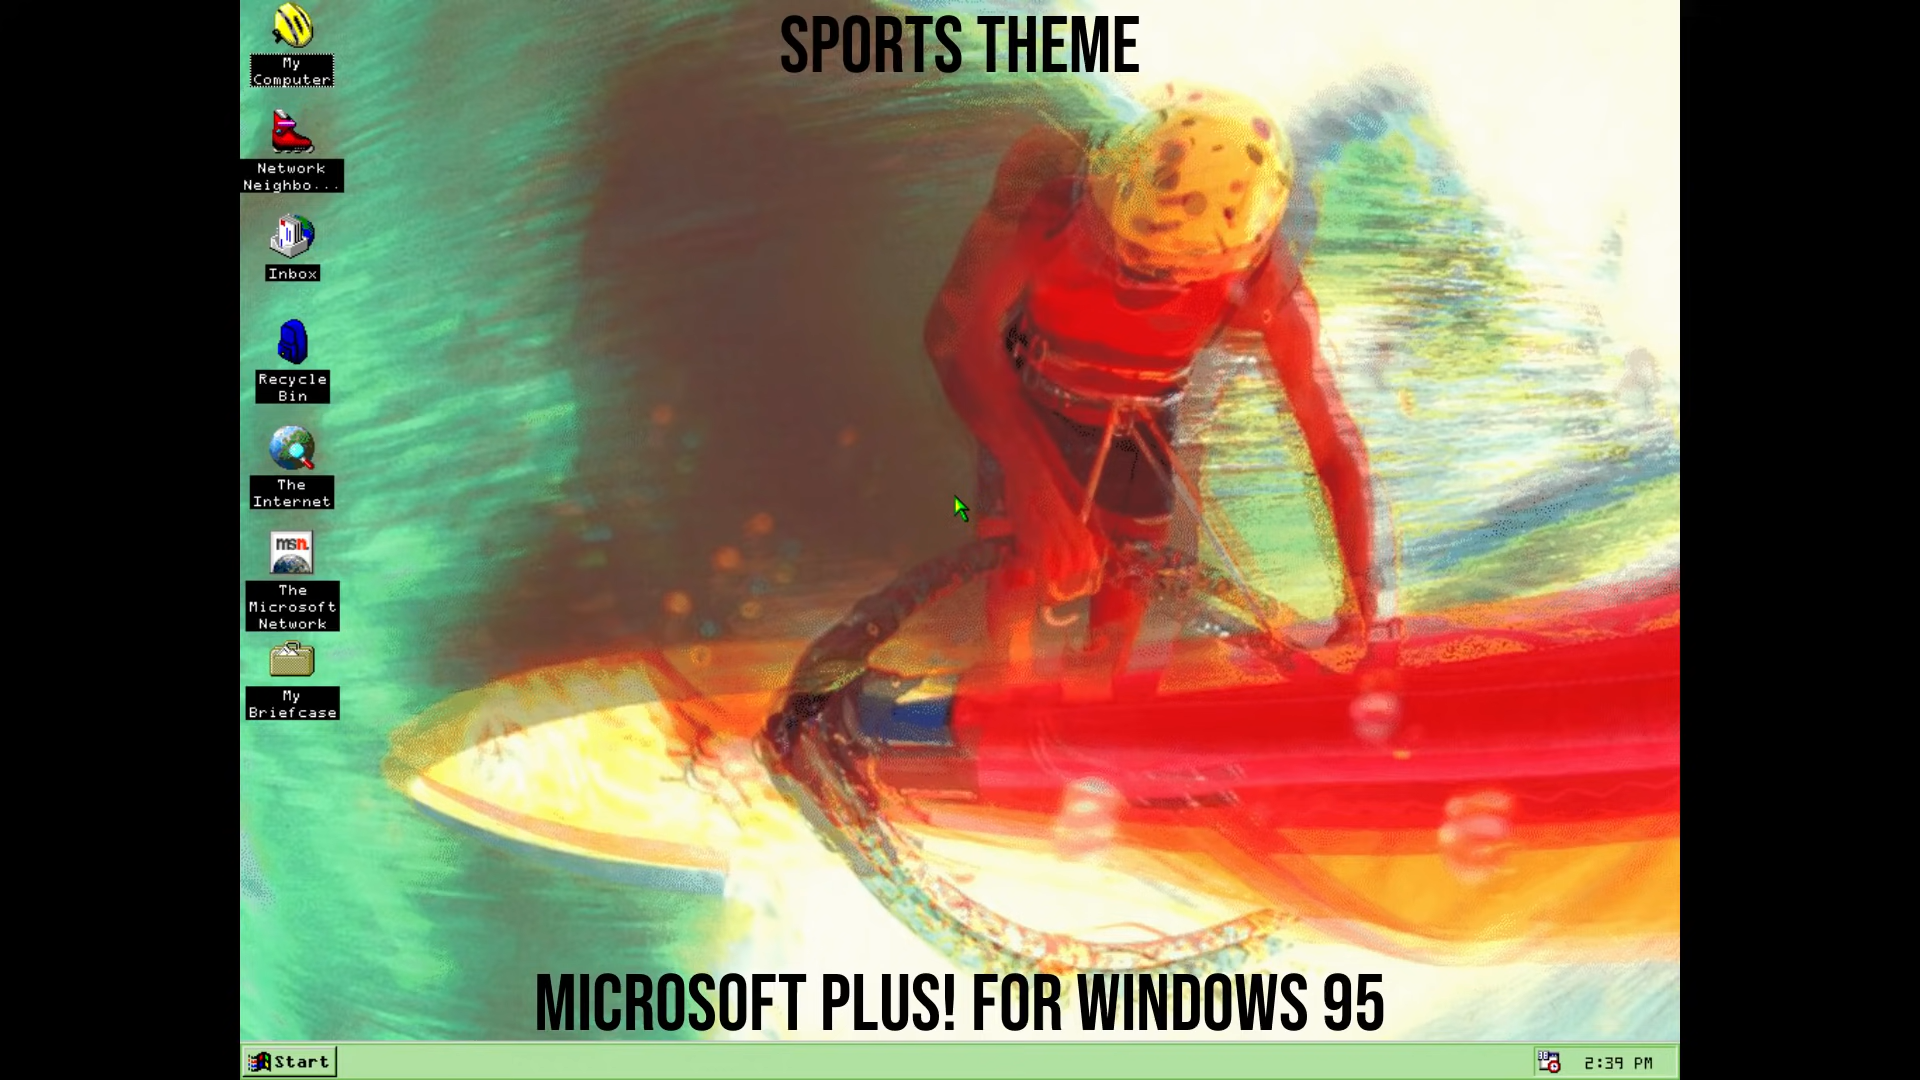 SPORTS THEME
My
Computer
Network
Neighbo...
Inbox
Recycle
Bin
The
Internet
msn.
The
Microsoft
Network
My
Briefcase
MICROSOFT PLUS! FOR WINDOWS 95
Start
2:39 PM